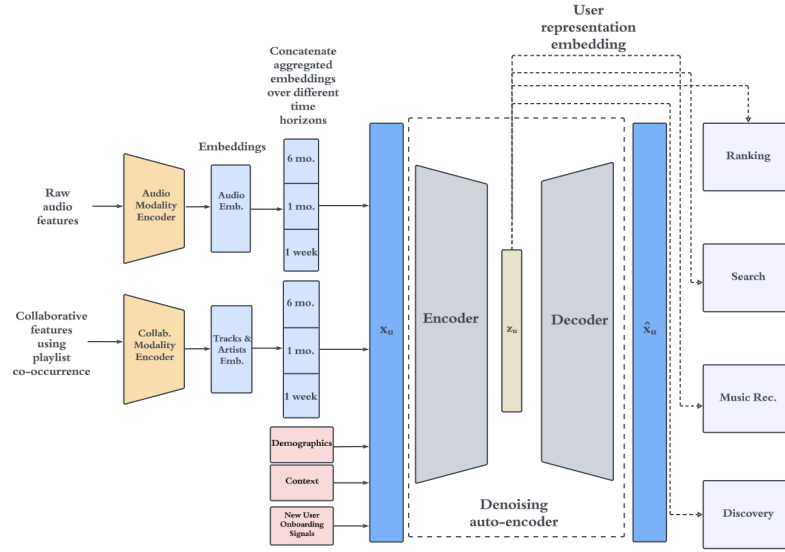 User
representation
embedding
Concatenate
aggregated
embeddings
over different
time
horizons
Embeddings
Raw
audio
features
Audio
Modality
Encoder
Audio
Emb.
6 mo.
1 mo.
1 week
Collaborative
features
using
playlist
co-occurrence
Collab.
Modality
Encoder
Tracks &
Artists
Emb.
6 mo.
1 mo.
1 week
Demographics
Context
New User
Onboarding
Signals
xᵤ
Encoder
zᵤ
Decoder
x̂ᵤ
Denoising
auto-encoder
Ranking
Search
Music Rec.
Discovery